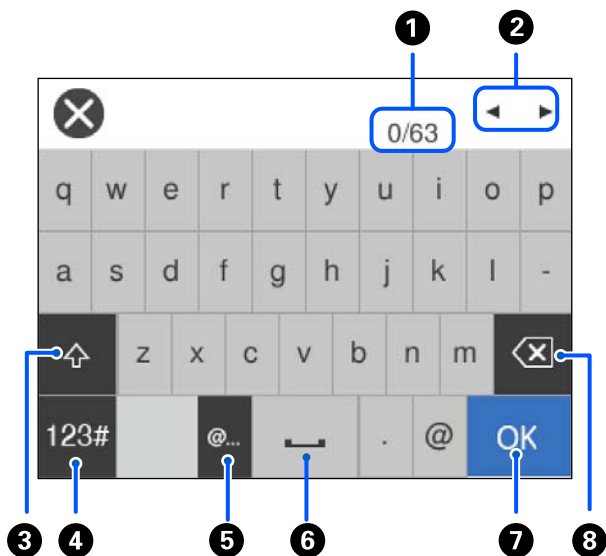 1 2
0/63
q w e r t y u i o p
a s d f g h j k l -
z x c v b n m
123# @... . @ OK
3 4 5 6 7 8